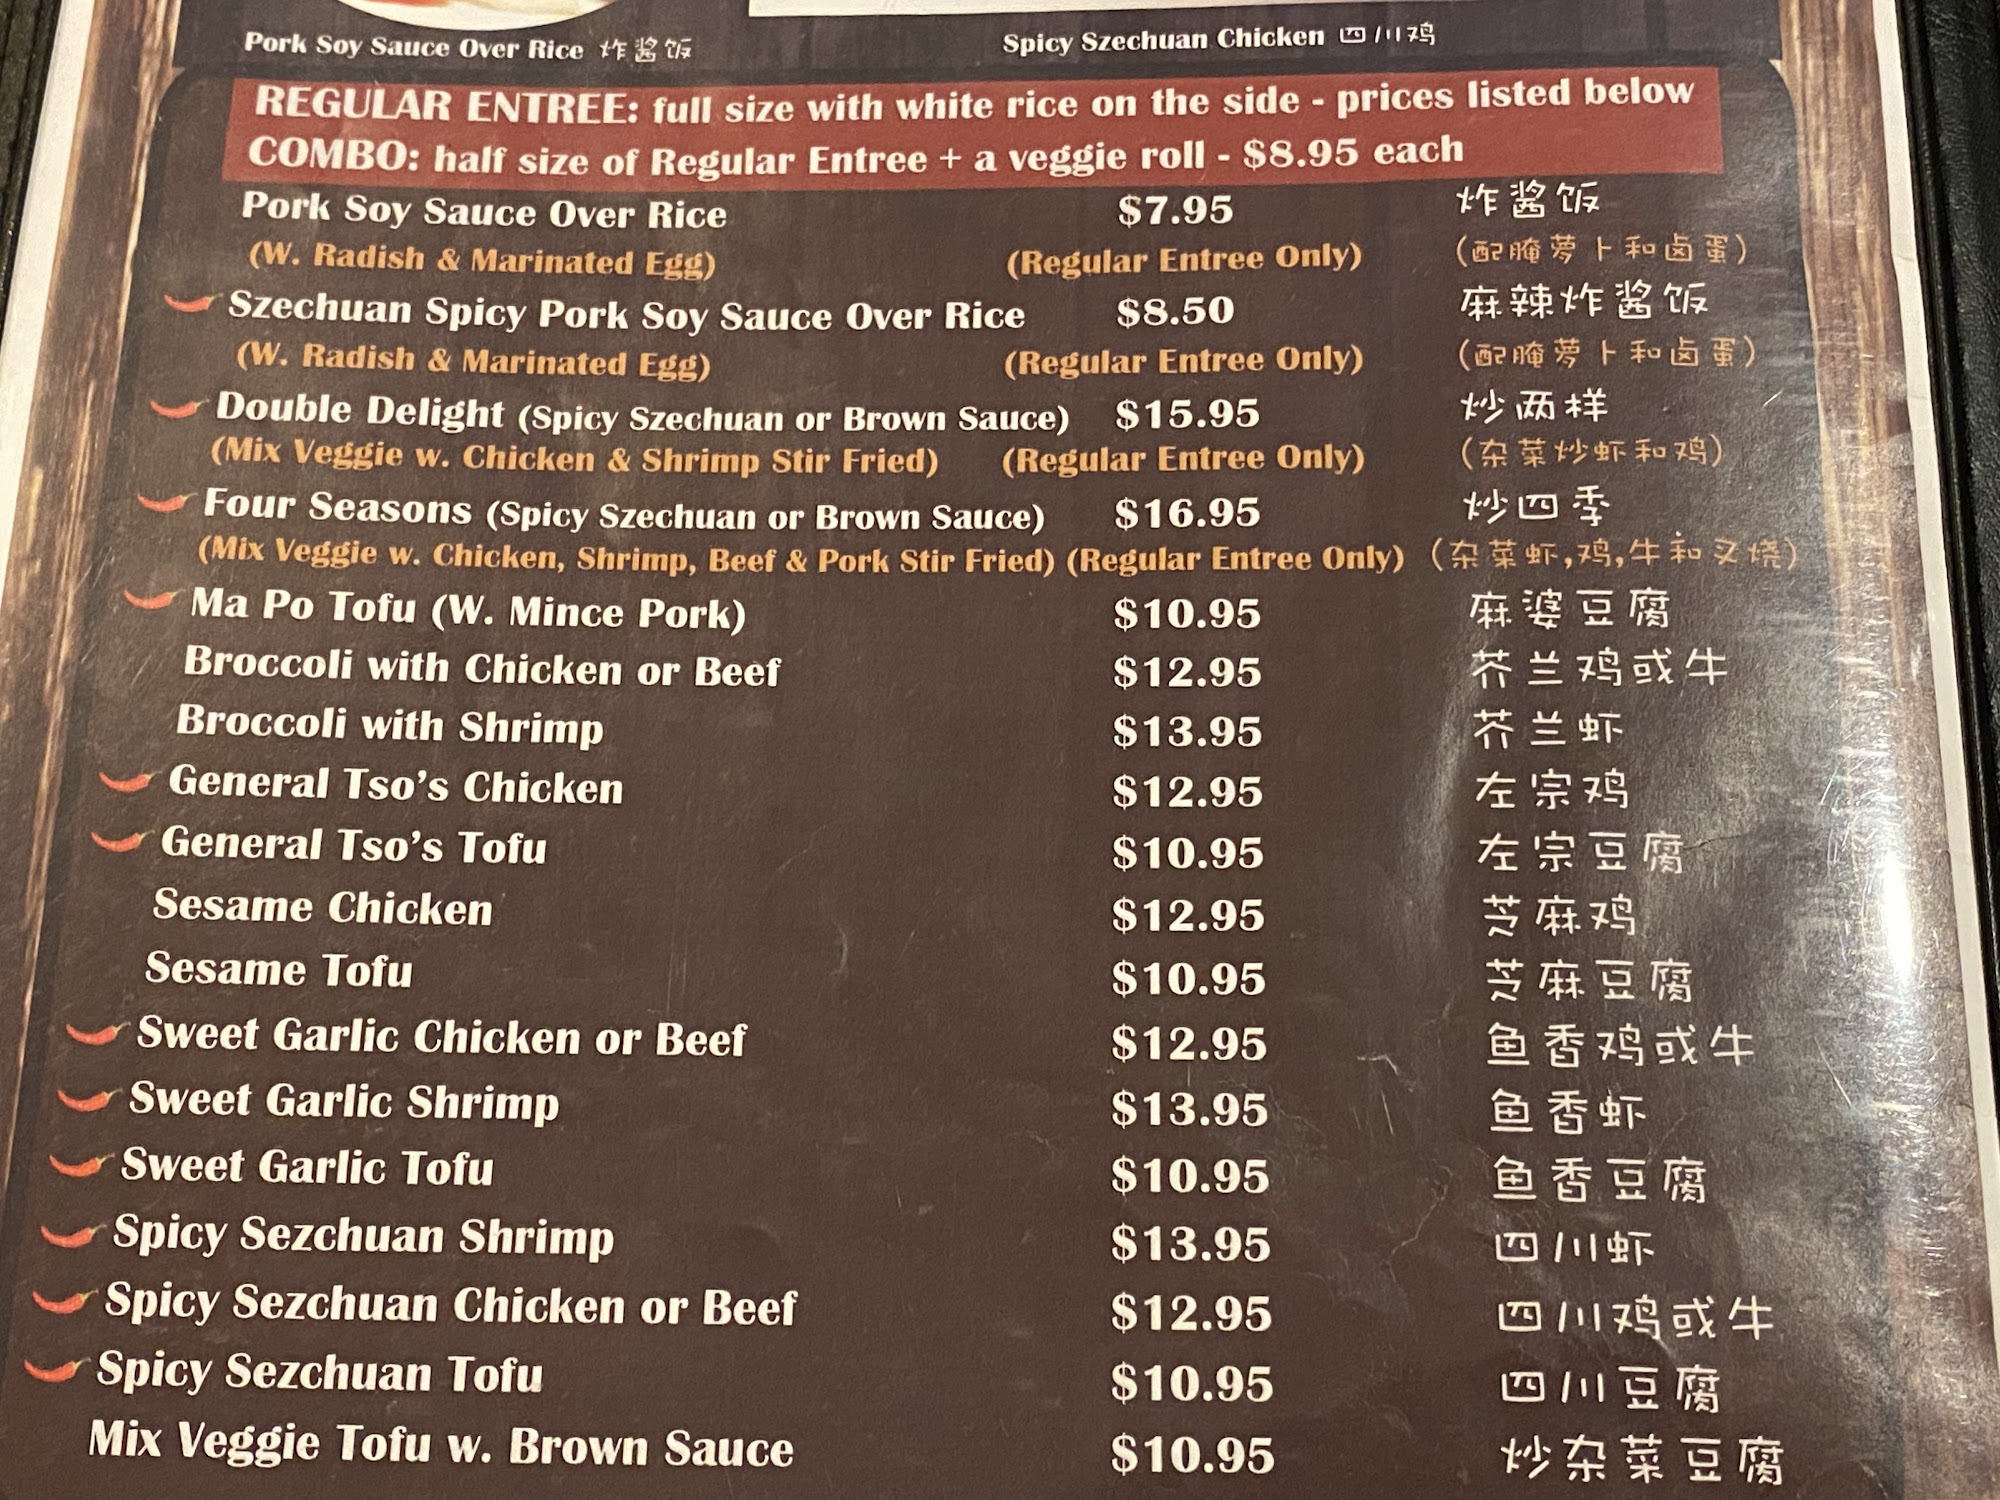 Pork Soy Sauce Over Rice 炸酱饭
Spicy Szechuan Chicken 四川鸡
REGULAR ENTREE: full size with white rice on the side - prices listed below
COMBO: half size of Regular Entree + a veggie roll - $8.95 each
Pork Soy Sauce Over Rice $7.95 炸酱饭
(W. Radish & Marinated Egg) (Regular Entree Only) (配腌萝卜和卤蛋)
Szechuan Spicy Pork Soy Sauce Over Rice $8.50 麻辣炸酱饭
(W. Radish & Marinated Egg) (Regular Entree Only) (配腌萝卜和卤蛋)
Double Delight (Spicy Szechuan or Brown Sauce) $15.95 炒两样
(Mix Veggie w. Chicken & Shrimp Stir Fried) (Regular Entree Only) (杂菜炒虾和鸡)
Four Seasons (Spicy Szechuan or Brown Sauce) $16.95 炒四季
(Mix Veggie w. Chicken, Shrimp, Beef & Pork Stir Fried) (Regular Entree Only) (杂菜虾,鸡,牛和叉烧)
Ma Po Tofu (W. Mince Pork) $10.95 麻婆豆腐
Broccoli with Chicken or Beef $12.95 芥兰鸡或牛
Broccoli with Shrimp $13.95 芥兰虾
General Tso's Chicken $12.95 左宗鸡
General Tso's Tofu $10.95 左宗豆腐
Sesame Chicken $12.95 芝麻鸡
Sesame Tofu $10.95 芝麻豆腐
Sweet Garlic Chicken or Beef $12.95 鱼香鸡或牛
Sweet Garlic Shrimp $13.95 鱼香虾
Sweet Garlic Tofu $10.95 鱼香豆腐
Spicy Sezchuan Shrimp $13.95 四川虾
Spicy Sezchuan Chicken or Beef $12.95 四川鸡或牛
Spicy Sezchuan Tofu $10.95 四川豆腐
Mix Veggie Tofu w. Brown Sauce $10.95 炒杂菜豆腐